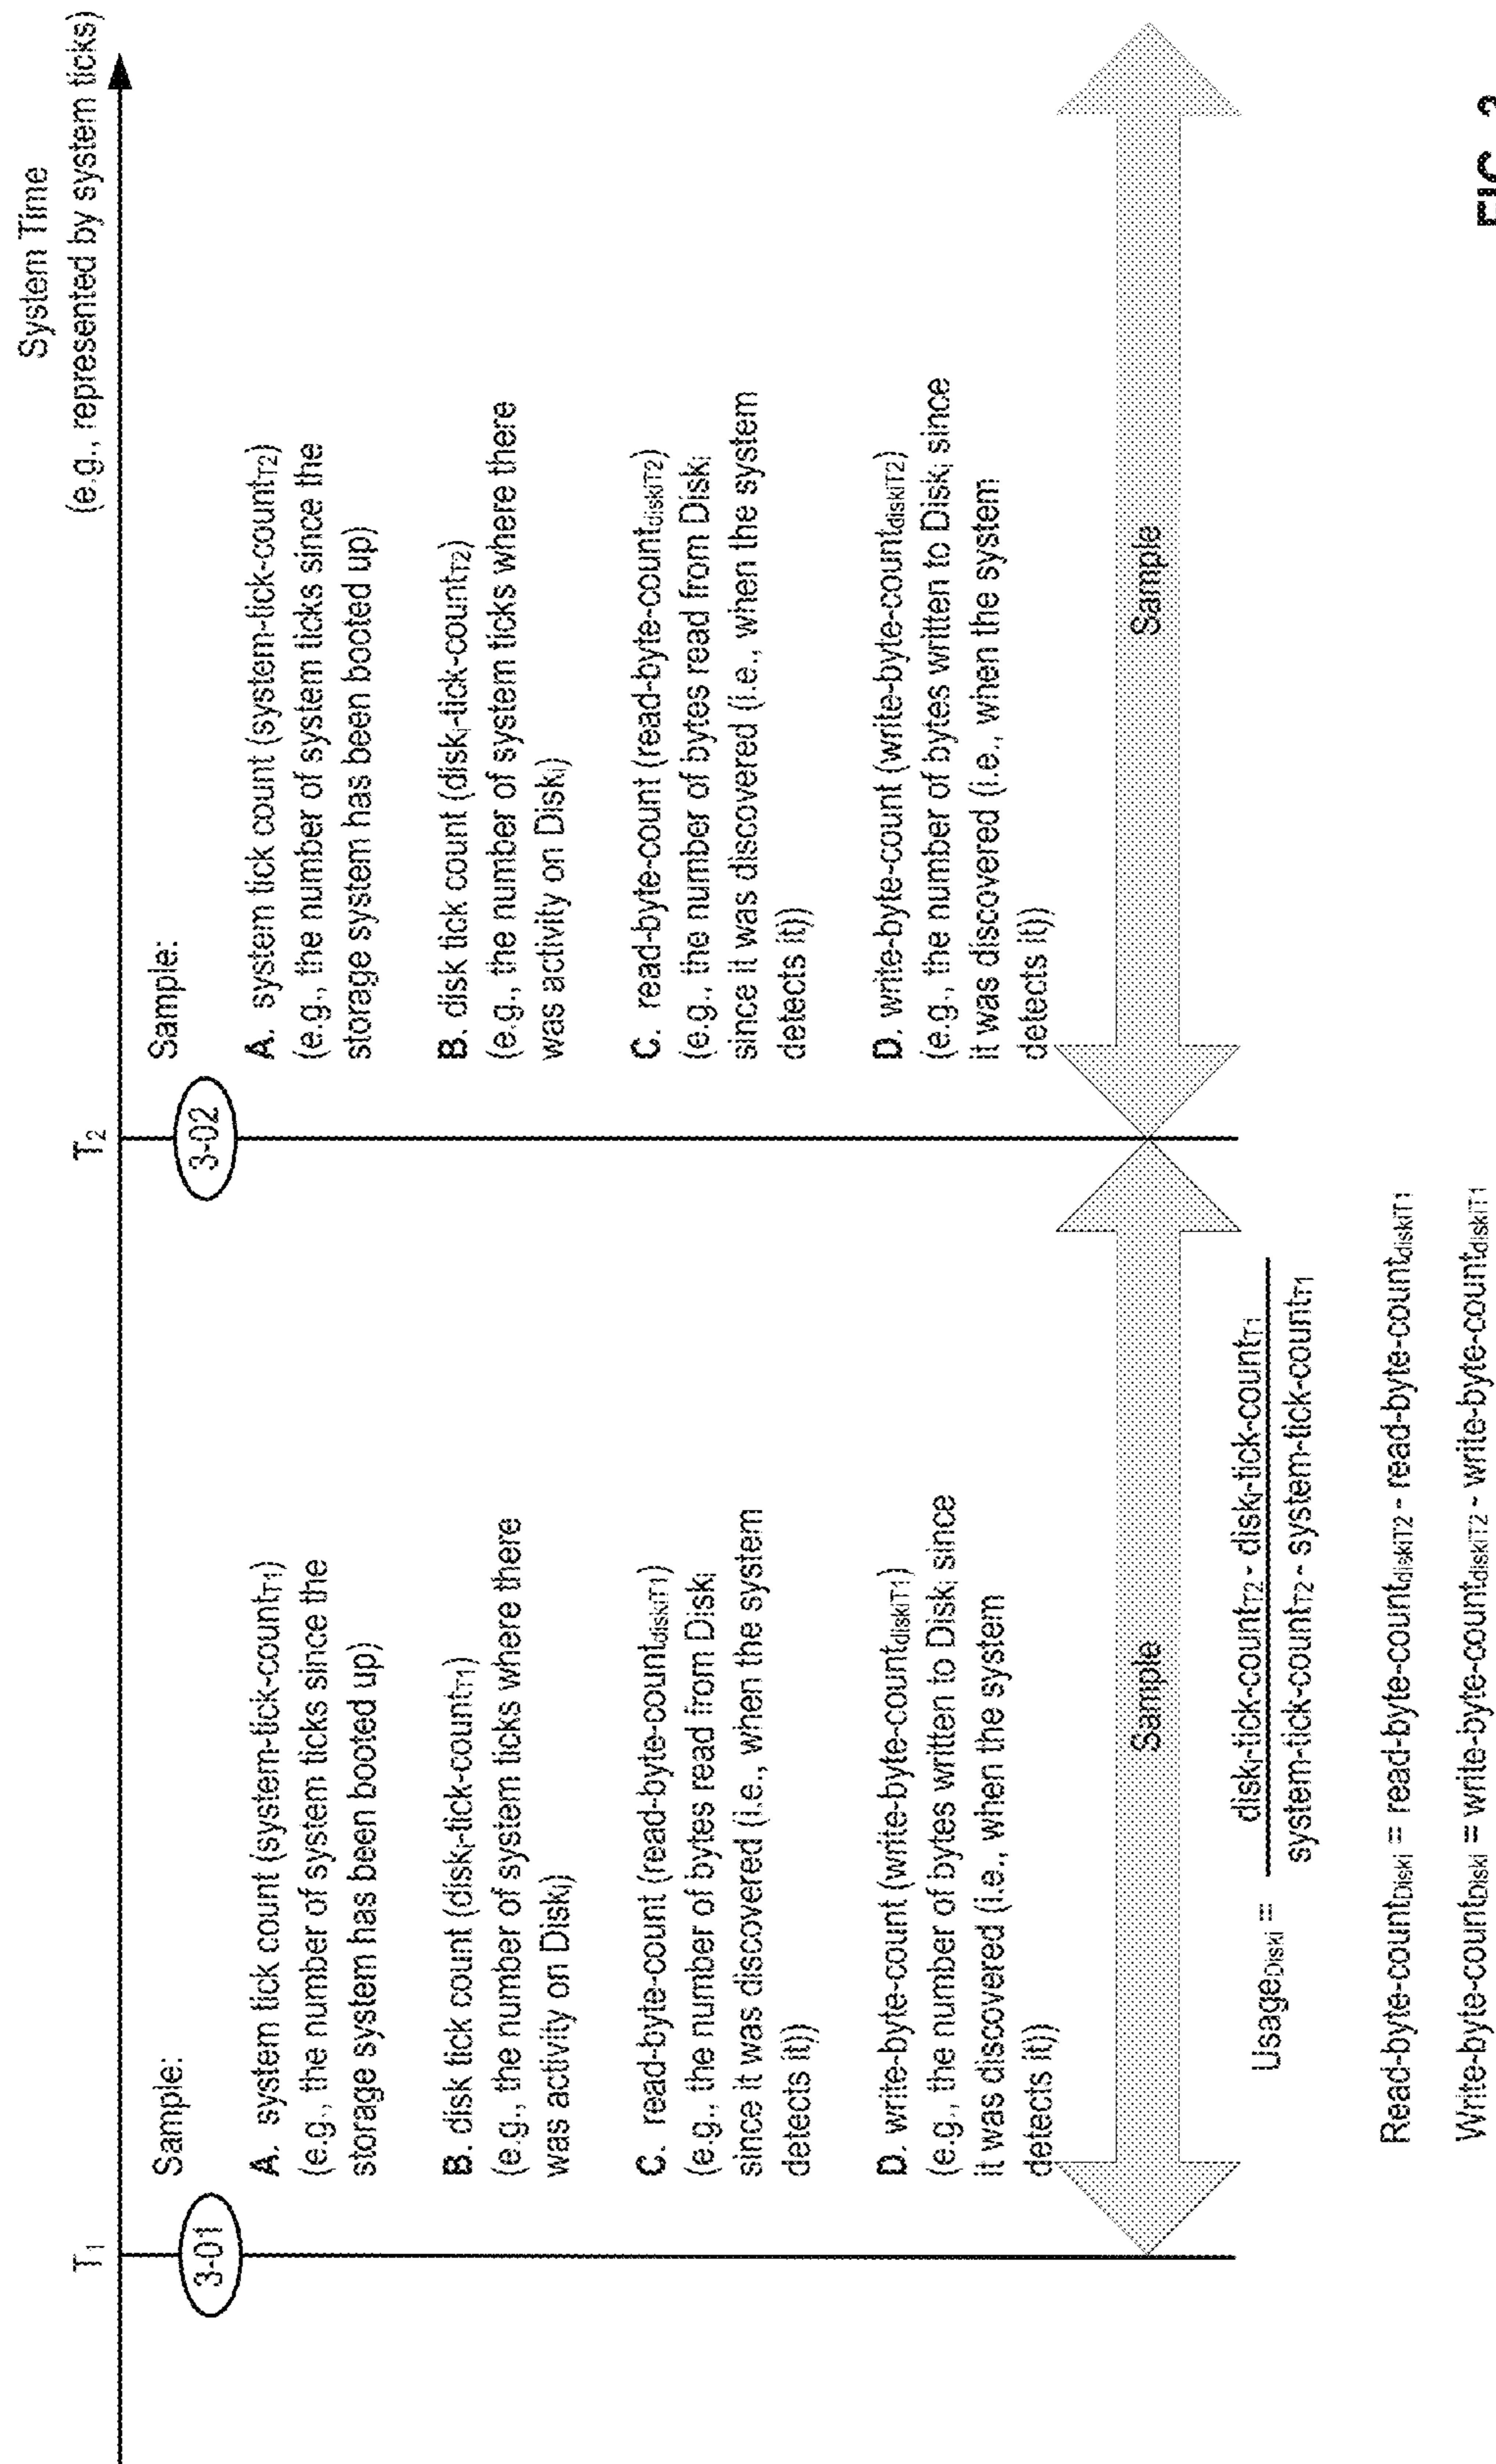 System Time
(e.g., represented by system ticks)
T1
3-01
Sample:
A. system tick count (system-tick-countT1)
(e.g., the number of system ticks since the
storage system has been booted up)
B. disk tick count (diski-tick-countT1)
(e.g., the number of system ticks where there
was activity on Diski)
C. read-byte-count (read-byte-countdiskiT1)
(e.g., the number of bytes read from Diski
since it was discovered (i.e., when the system
detects it))
D. write-byte-count (write-byte-countdiskiT1)
(e.g., the number of bytes written to Diski since
it was discovered (i.e., when the system
detects it))
Sample
T2
3-02
Sample:
A. system tick count (system-tick-countT2)
(e.g., the number of system ticks since the
storage system has been booted up)
B. disk tick count (diski-tick-countT2)
(e.g., the number of system ticks where there
was activity on Diski)
C. read-byte-count (read-byte-countdiskiT2)
(e.g., the number of bytes read from Diski
since it was discovered (i.e., when the system
detects it))
D. write-byte-count (write-byte-countdiskiT2)
(e.g., the number of bytes written to Diski since
it was discovered (i.e., when the system
detects it))
Sample
diski-tick-countT2 - diski-tick-countT1
UsageDiski =
system-tick-countT2 - system-tick-countT1
Read-byte-countDiski = read-byte-countdiskiT2 - read-byte-countdiskiT1
Write-byte-countDiski = write-byte-countdiskiT2 - write-byte-countdiskiT1